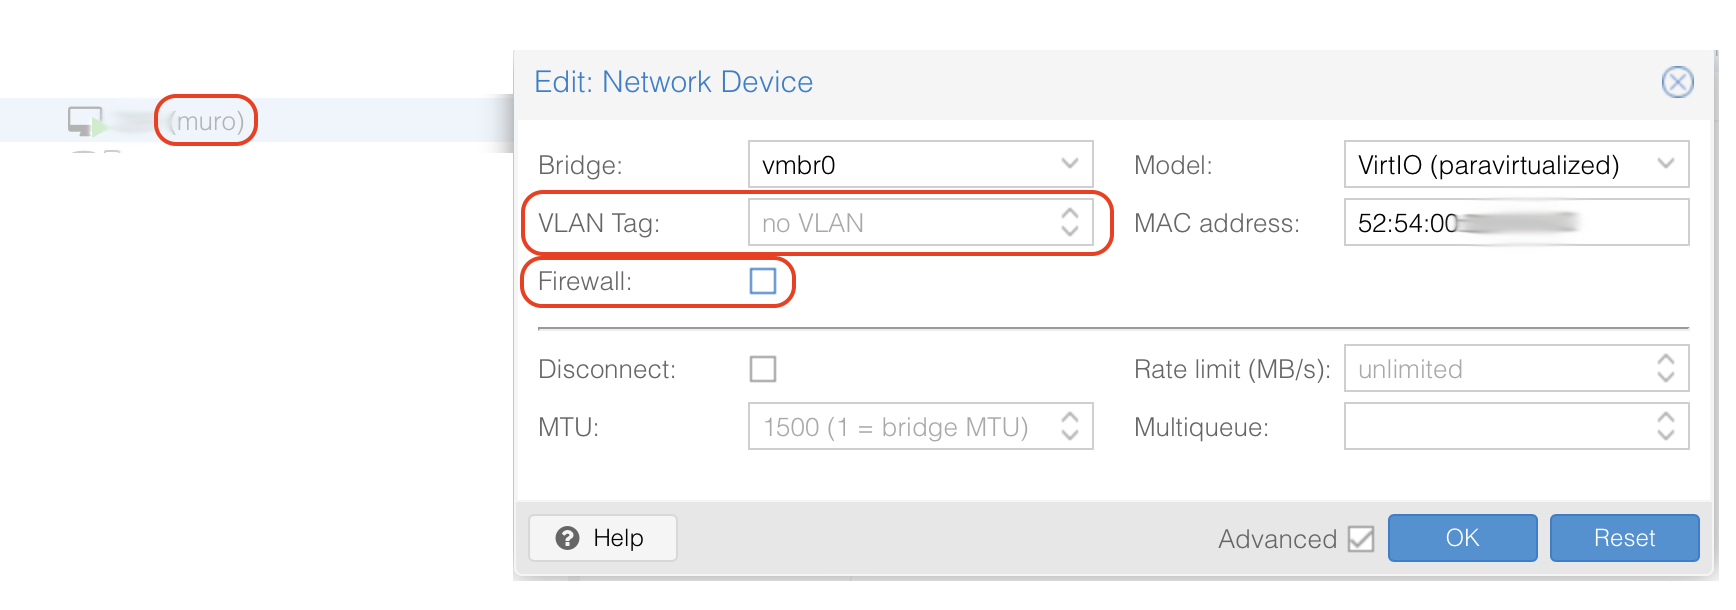 (muro)
Edit: Network Device
Bridge: vmbr0 Model: VirtIO (paravirtualized)
VLAN Tag: no VLAN MAC address: 52:54:00
Firewall:
Disconnect: Rate limit (MB/s): unlimited
MTU: 1500 (1 = bridge MTU) Multiqueue:
? Help Advanced OK Reset